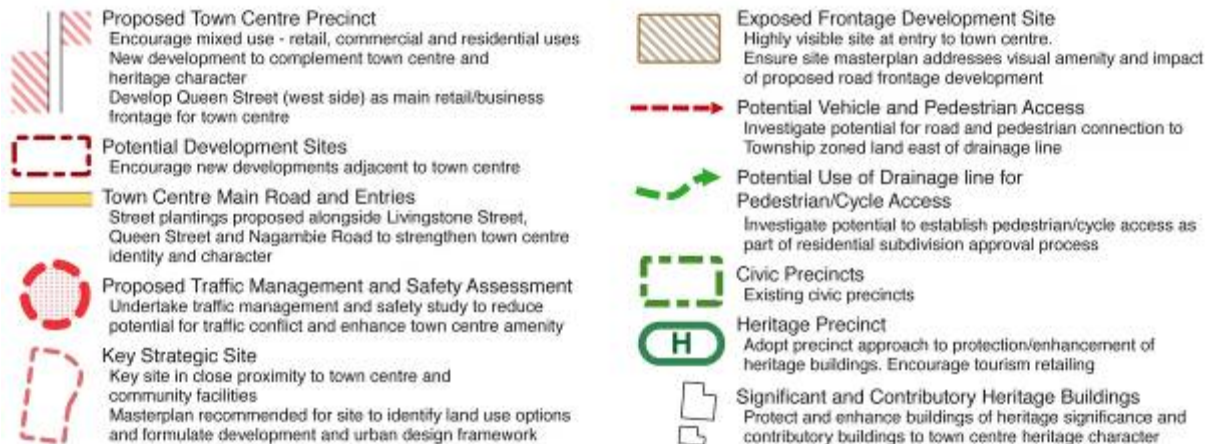 Proposed Town Centre Precinct
Encourage mixed use - retail, commercial and residential uses
New development to complement town centre and
heritage character
Develop Queen Street (west side) as main retail/business
frontage for town centre
Potential Development Sites
Encourage new developments adjacent to town centre
Town Centre Main Road and Entries
Street plantings proposed alongside Livingstone Street,
Queen Street and Nagambie Road to strengthen town centre
identity and character
Proposed Traffic Management and Safety Assessment
Undertake traffic management and safety study to reduce
potential for traffic conflict and enhance town centre amenity
Key Strategic Site
Key site in close proximity to town centre and
community facilities
Masterplan recommended for site to identify land use options
and formulate development and urban design framework
Exposed Frontage Development Site
Highly visible site at entry to town centre.
Ensure site masterplan addresses visual amenity and impact
of proposed road frontage development
Potential Vehicle and Pedestrian Access
Investigate potential for road and pedestrian connection to
Township zoned land east of drainage line
Potential Use of Drainage line for
Pedestrian/Cycle Access
Investigate potential to establish pedestrian/cycle access as
part of residential subdivision approval process
Civic Precincts
Existing civic precincts
H
Heritage Precinct
Adopt precinct approach to protection/enhancement of
heritage buildings. Encourage tourism retailing
Significant and Contributory Heritage Buildings
Protect and enhance buildings of heritage significance and
contributory buildings to town centre heritage character